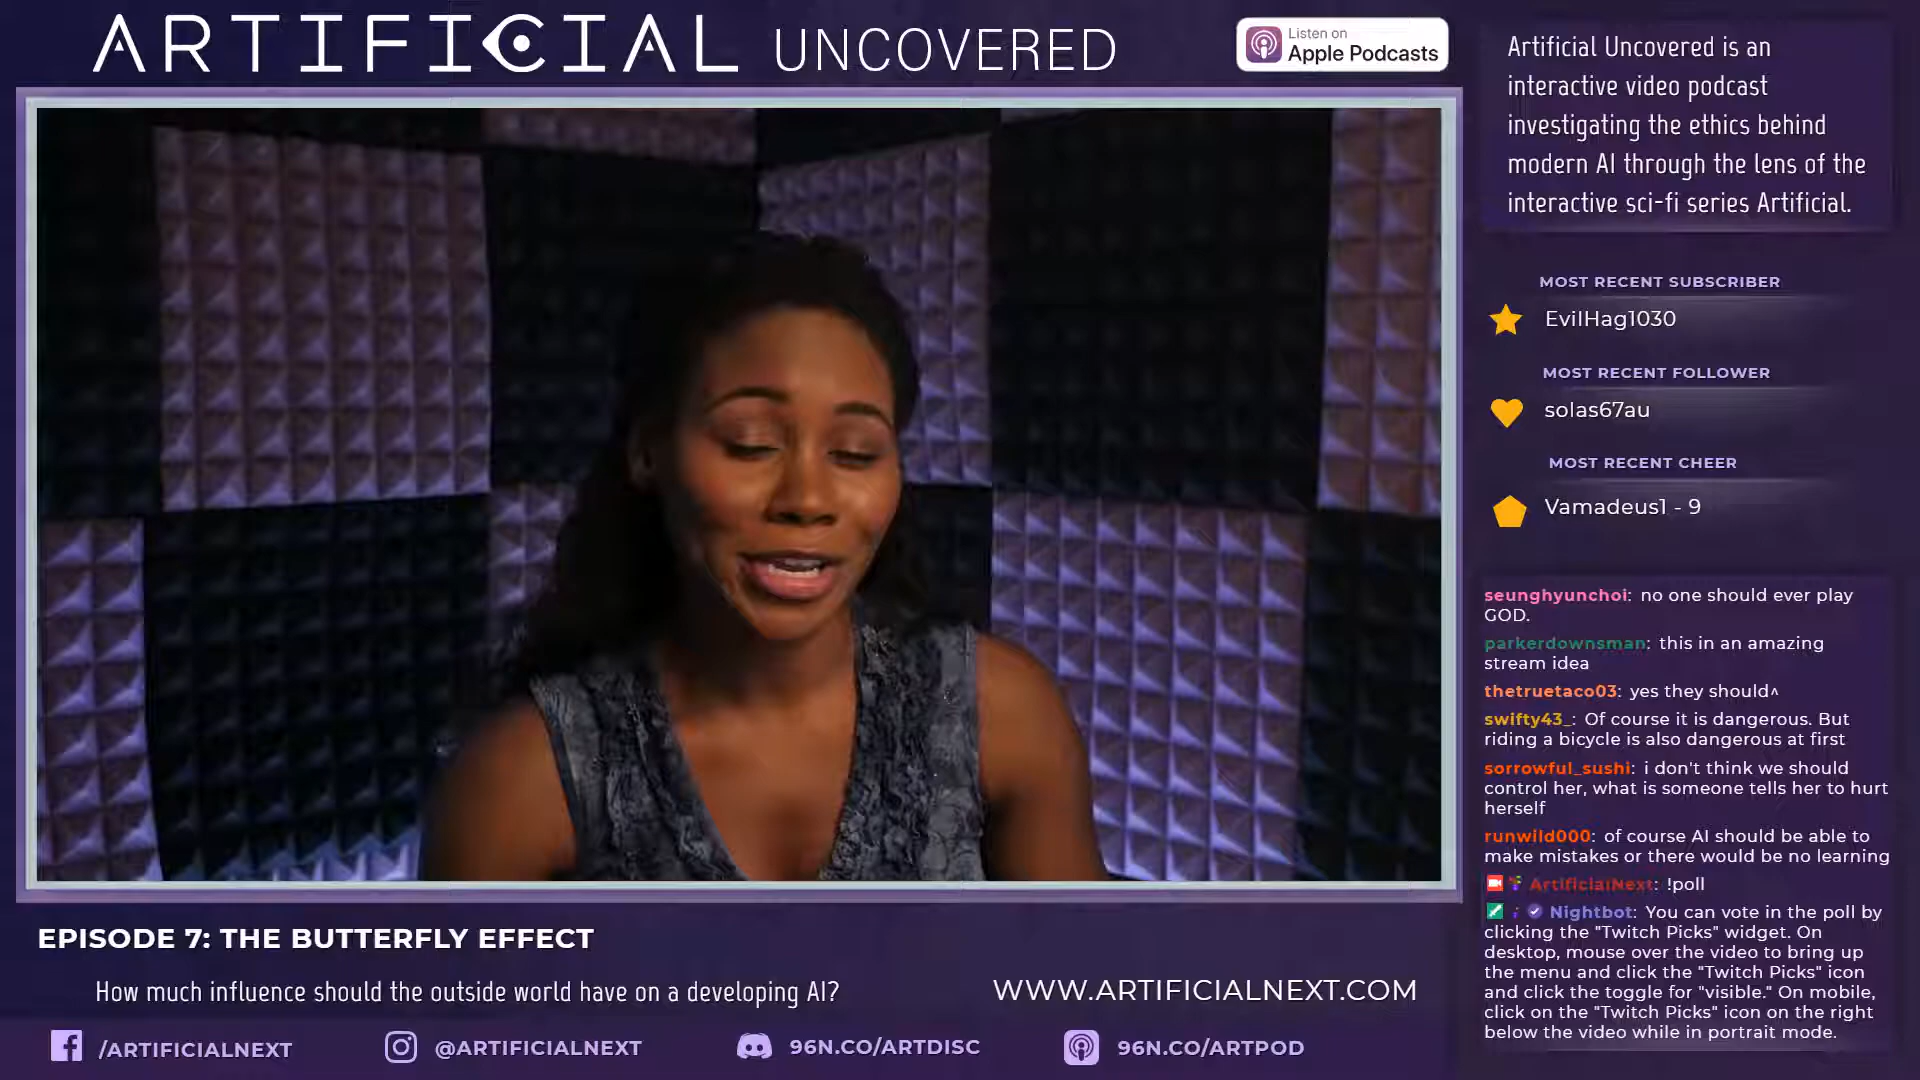 ARTIFICIAL UNCOVERED
Listen on
Apple Podcasts
Artificial Uncovered is an
interactive video podcast
investigating the ethics behind
modern AI through the lens of the
interactive sci-fi series Artificial.
MOST RECENT SUBSCRIBER
EvilHag1030
MOST RECENT FOLLOWER
solas67au
MOST RECENT CHEER
Vamadeus1 - 9
seunghyunchoi: no one should ever play
GOD.
parkerdownsman: this in an amazing
stream idea
thetruetaco03: yes they should^
swifty43_: Of course it is dangerous. But
riding a bicycle is also dangerous at first
sorrowful_sushi: i don't think we should
control her, what is someone tells her to hurt
herself
runwild000: of course AI should be able to
make mistakes or there would be no learning
ArtificialNext: !poll
Nightbot: You can vote in the poll by
clicking the "Twitch Picks" widget. On
desktop, mouse over the video to bring up
the menu and click the "Twitch Picks" icon
and click the toggle for "visible." On mobile,
click on the "Twitch Picks" icon on the right
below the video while in portrait mode.
EPISODE 7: THE BUTTERFLY EFFECT
How much influence should the outside world have on a developing AI?
WWW.ARTIFICIALNEXT.COM
/ARTIFICIALNEXT
@ARTIFICIALNEXT
96N.CO/ARTDISC
96N.CO/ARTPOD